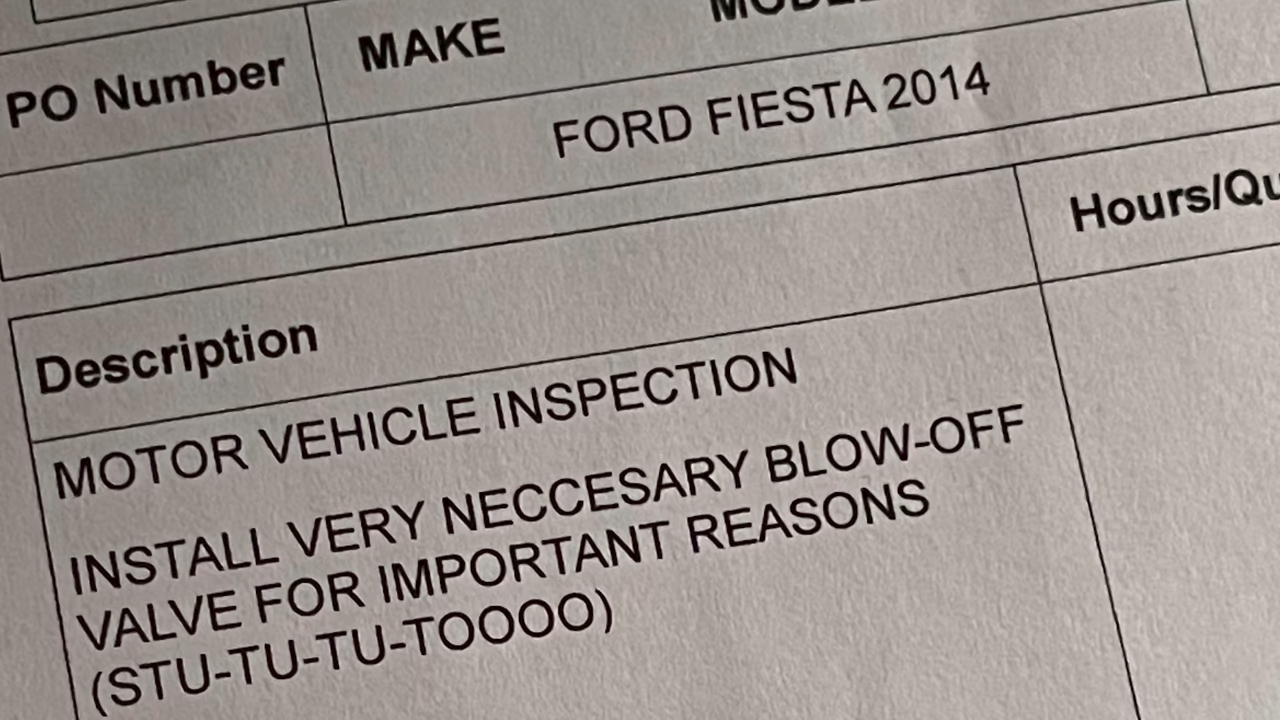 PO Number MAKE
FORD FIESTA 2014
Description
Hours/
MOTOR VEHICLE INSPECTION
INSTALL VERY NECCESARY BLOW-OFF
VALVE FOR IMPORTANT REASONS
(STU-TU-TU-TOOOO)